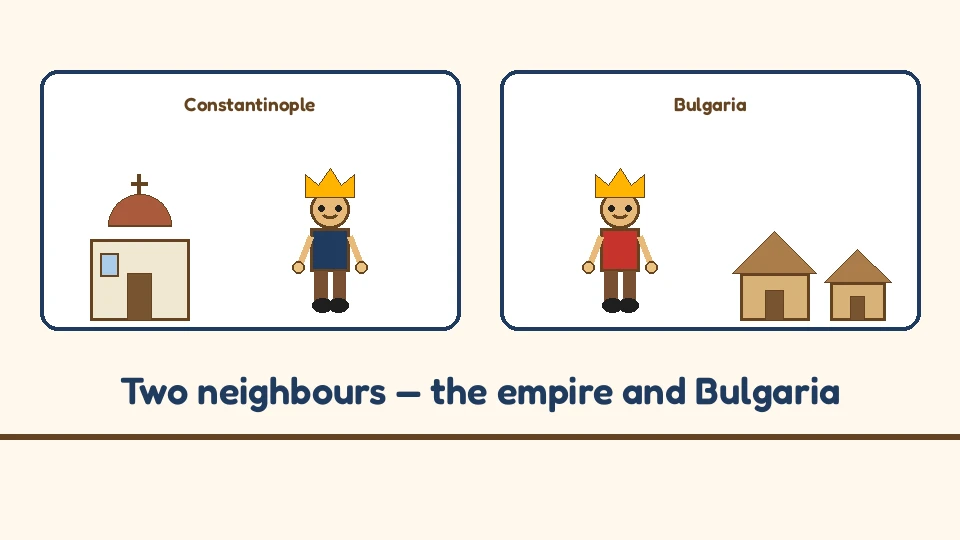 Constantinople
Bulgaria
Two neighbours — the empire and Bulgaria